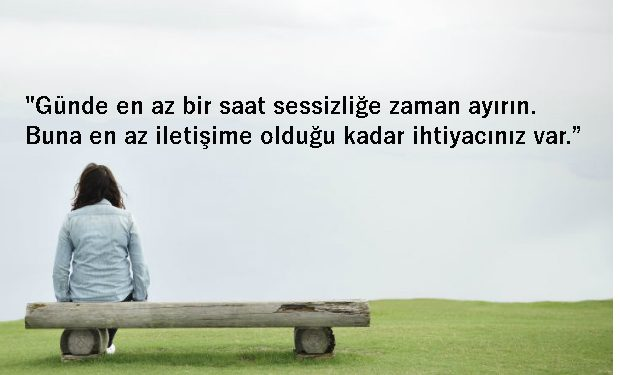 "Günde en az bir saat sessizliğe zaman ayırın.
Buna en az iletişime olduğu kadar ihtiyacınız var.”